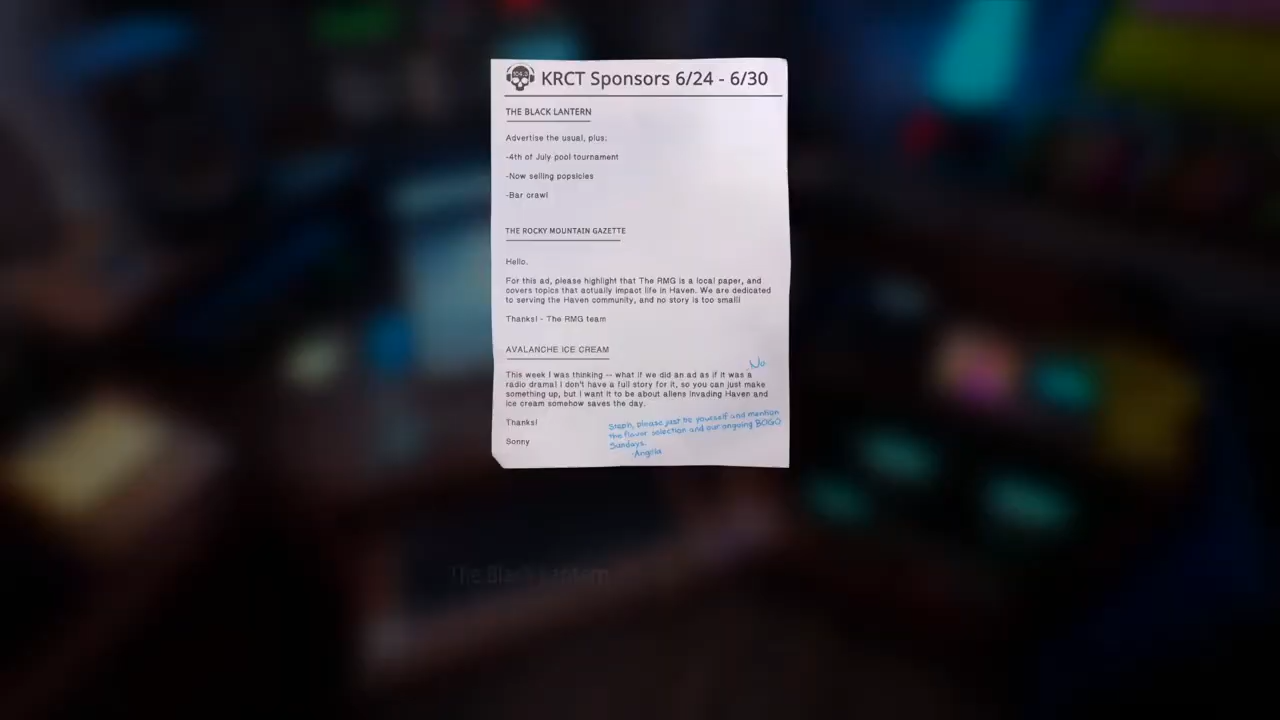 KRCT Sponsors 6/24 - 6/30
THE BLACK LANTERN
Advertise the usual, plus:
-4th of July pool tournament
-Now selling popsicles
-Bar crawl
THE ROCKY MOUNTAIN GAZETTE
Hello.
For this ad, please highlight that The RMG is a local paper, and
covers topics that actually impact life in Haven. We are dedicated
to serving the Haven community, and no story is too small!
Thanks! - The RMG team
AVALANCHE ICE CREAM
No
This week I was thinking -- what if we did an ad as if it was a
radio drama! I don't have a full story for it, so you can just make
something up, but I want it to be about aliens invading Haven and
ice cream somehow saves the day.
Thanks!
Sonny
Steph, please just be yourself and mention
the flavor selection and our ongoing BOGO
Sundays.
-Angilla
The Black Lantern